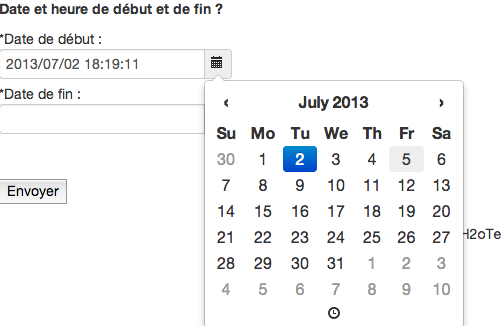 Date et heure de début et de fin ?
*Date de début :
2013/07/02 18:19:11
*Date de fin :
‹ July 2013 ›
Su Mo Tu We Th Fr Sa
30 1 2 3 4 5 6
7 8 9 10 11 12 13
14 15 16 17 18 19 20
21 22 23 24 25 26 27
28 29 30 31 1 2 3
4 5 6 7 8 9 10
Envoyer
H2oTe